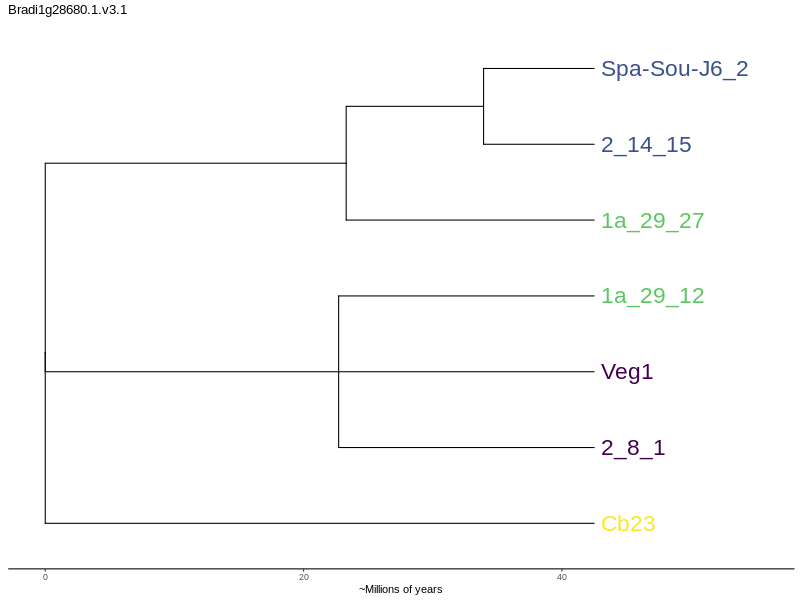 Bradi1g28680.1.v3.1
Spa-Sou-J6_2
2_14_15
1a_29_27
1a_29_12
Veg1
2_8_1
Cb23
0 20 40
~Millions of years